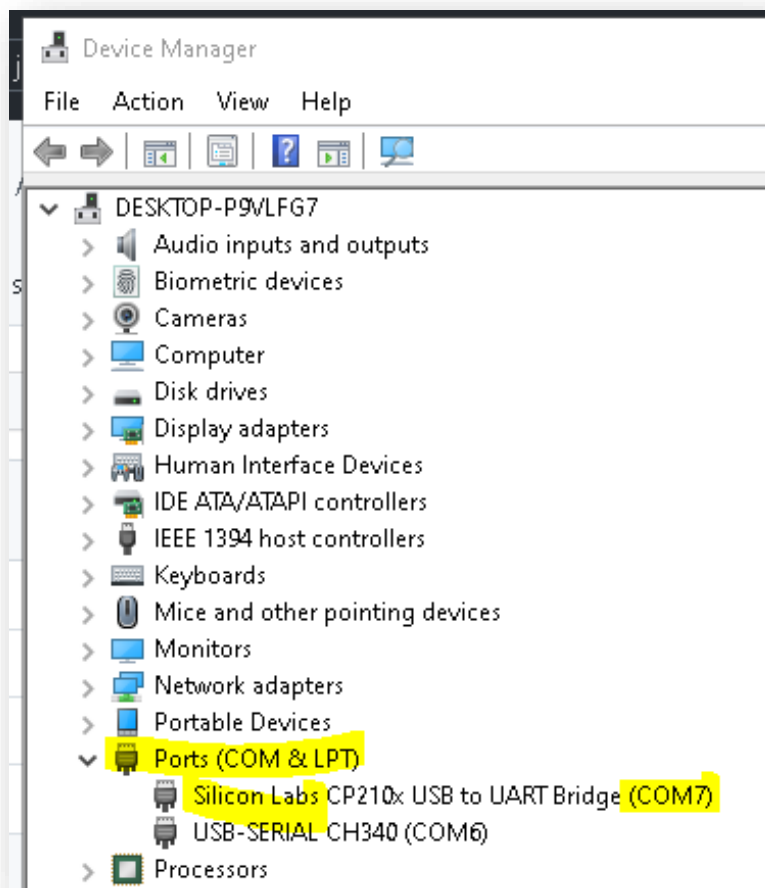 Device Manager
File Action View Help
DESKTOP-P9VLFG7
Audio inputs and outputs
Biometric devices
Cameras
Computer
Disk drives
Display adapters
Human Interface Devices
IDE ATA/ATAPI controllers
IEEE 1394 host controllers
Keyboards
Mice and other pointing devices
Monitors
Network adapters
Portable Devices
Ports (COM & LPT)
Silicon Labs CP210x USB to UART Bridge (COM7)
USB-SERIAL CH340 (COM6)
Processors